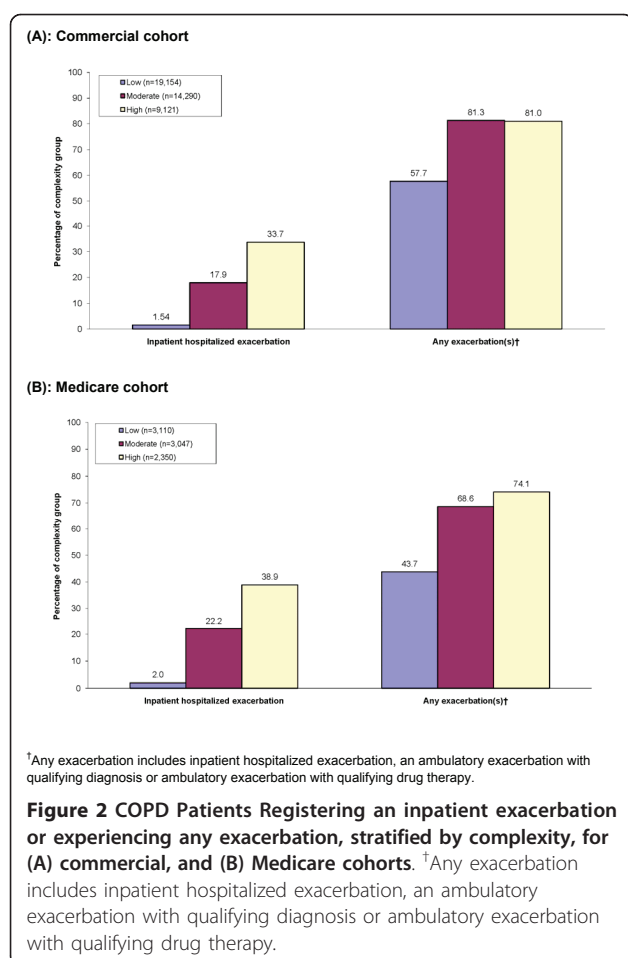 (A): Commercial cohort
Percentage of complexity group
100
90
80
70
60
50
40
30
20
10
0
Low (n=19,154)
Moderate (n=14,290)
High (n=9,121)
1.54
17.9
33.7
57.7
81.3
81.0
Inpatient hospitalized exacerbation
Any exacerbation(s)†
(B): Medicare cohort
Percentage of complexity group
100
90
80
70
60
50
40
30
20
10
0
Low (n=3,110)
Moderate (n=3,047)
High (n=2,350)
2.0
22.2
38.9
43.7
68.6
74.1
Inpatient hospitalized exacerbation
Any exacerbation(s)†
†Any exacerbation includes inpatient hospitalized exacerbation, an ambulatory exacerbation with
qualifying diagnosis or ambulatory exacerbation with qualifying drug therapy.
Figure 2 COPD Patients Registering an inpatient exacerbation
or experiencing any exacerbation, stratified by complexity, for
(A) commercial, and (B) Medicare cohorts. †Any exacerbation
includes inpatient hospitalized exacerbation, an ambulatory
exacerbation with qualifying diagnosis or ambulatory exacerbation
with qualifying drug therapy.